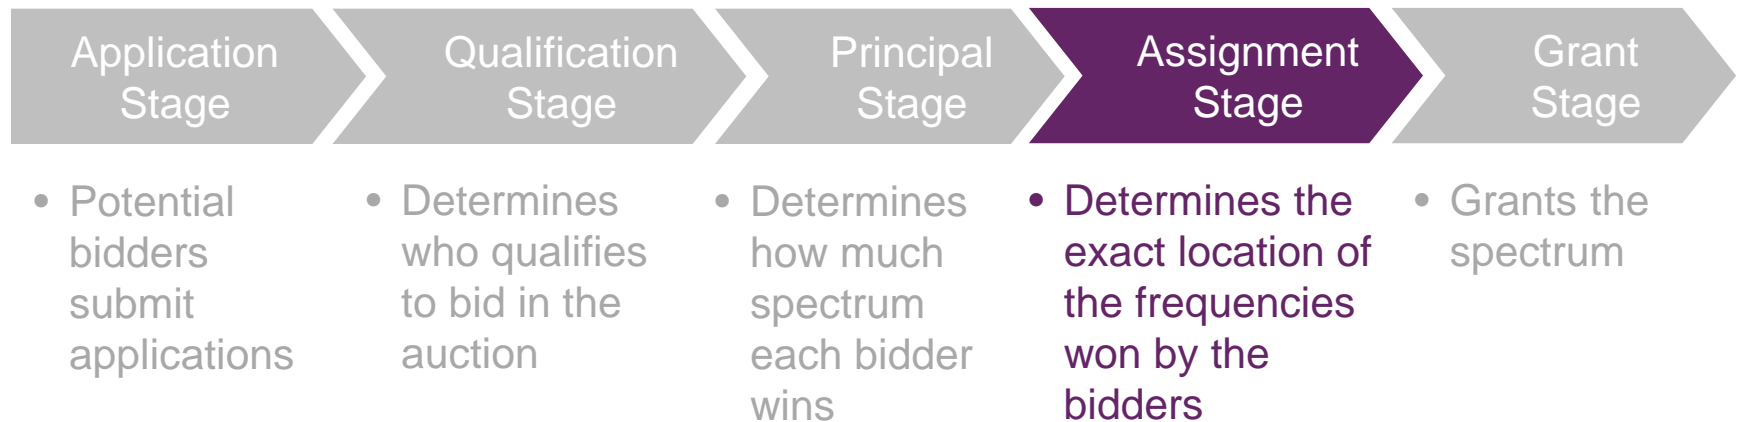 Application
Stage
Qualification
Stage
Principal
Stage
Assignment
Stage
Grant
Stage
• Potential
bidders
submit
applications
• Determines
who qualifies
to bid in the
auction
• Determines
how much
spectrum
each bidder
wins
• Determines the
exact location of
the frequencies
won by the
bidders
• Grants the
spectrum